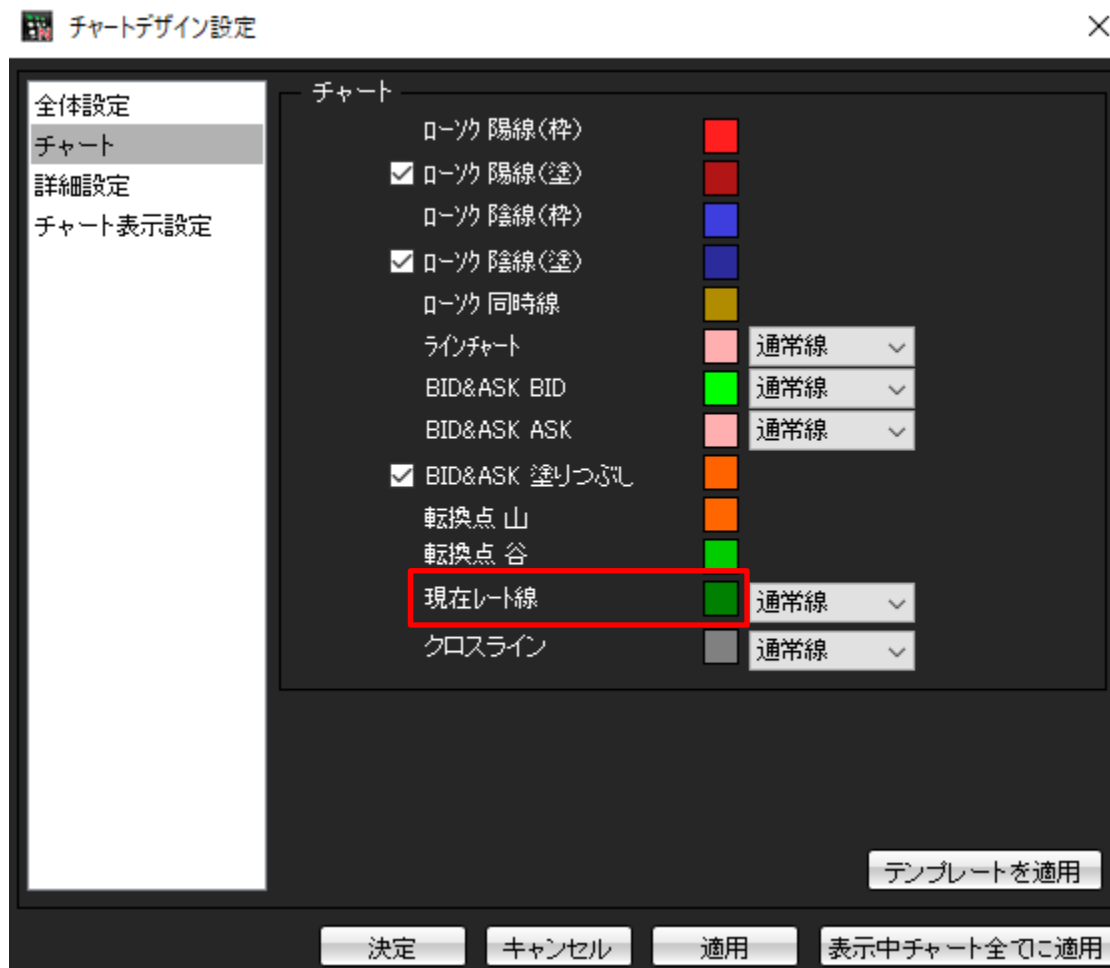 チャートデザイン設定
全体設定
チャート
詳細設定
チャート表示設定
チャート
ローソク 陽線(枠)
ローソク 陽線(塗)
ローソク 陰線(枠)
ローソク 陰線(塗)
ローソク 同時線
ラインチャート 通常線
BID&ASK BID 通常線
BID&ASK ASK 通常線
BID&ASK 塗りつぶし
転換点 山
転換点 谷
現在レート線 通常線
クロスライン 通常線
テンプレートを適用
決定 キャンセル 適用 表示中チャート全てに適用